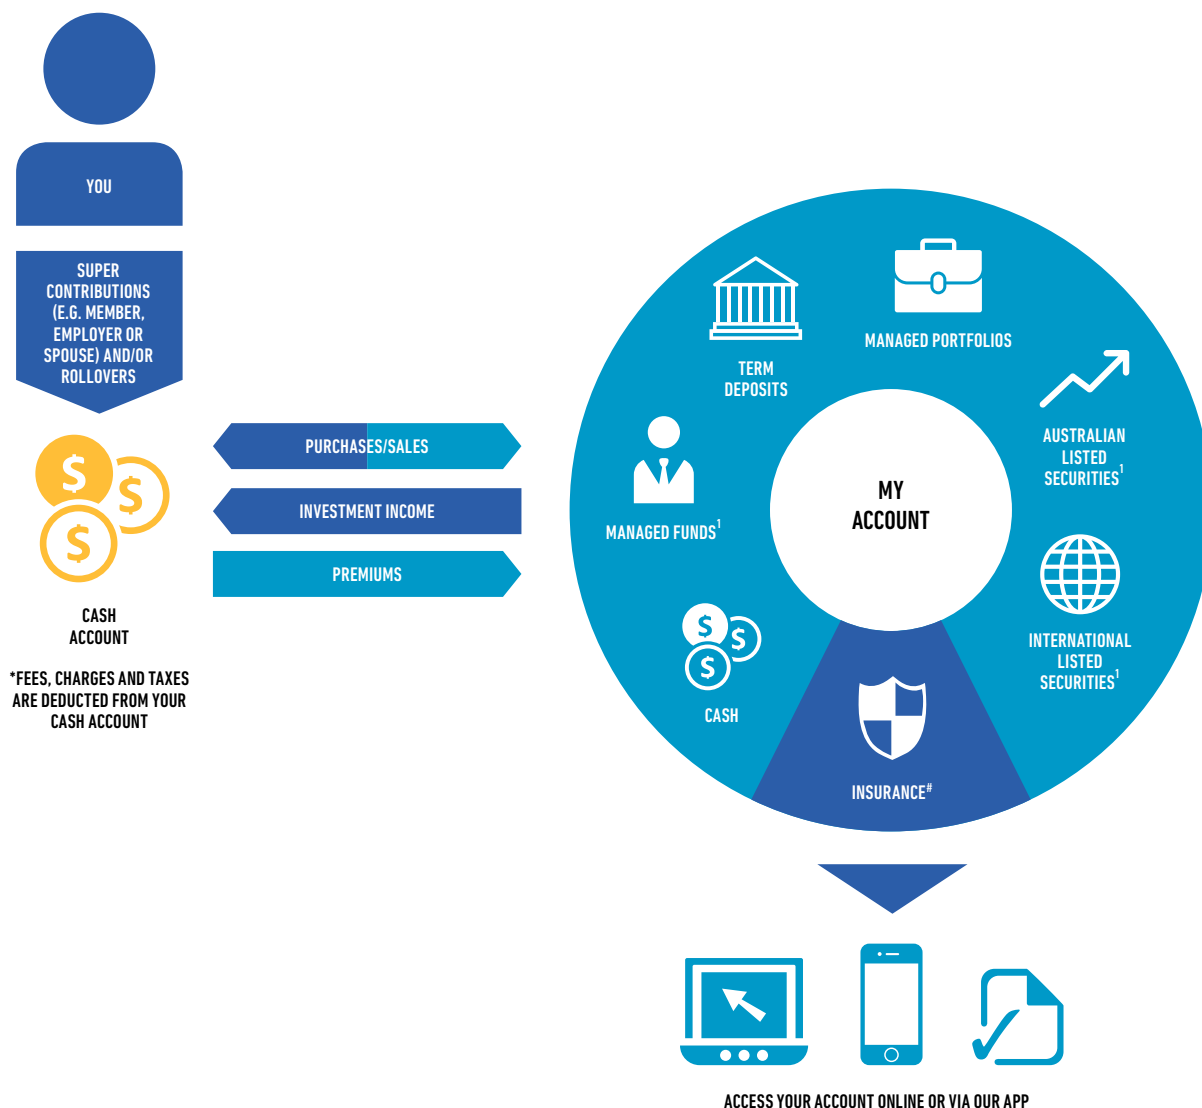 YOU
SUPER
CONTRIBUTIONS
(E.G. MEMBER,
EMPLOYER OR
SPOUSE) AND/OR
ROLLOVERS
$
$
$
CASH
ACCOUNT
*FEES, CHARGES AND TAXES
ARE DEDUCTED FROM YOUR
CASH ACCOUNT
PURCHASES/SALES
INVESTMENT INCOME
PREMIUMS
MANAGED PORTFOLIOS
TERM
DEPOSITS
AUSTRALIAN
LISTED
SECURITIES¹
MANAGED FUNDS¹
MY
ACCOUNT
INTERNATIONAL
LISTED
SECURITIES¹
$
$
$
CASH
INSURANCE#
ACCESS YOUR ACCOUNT ONLINE OR VIA OUR APP